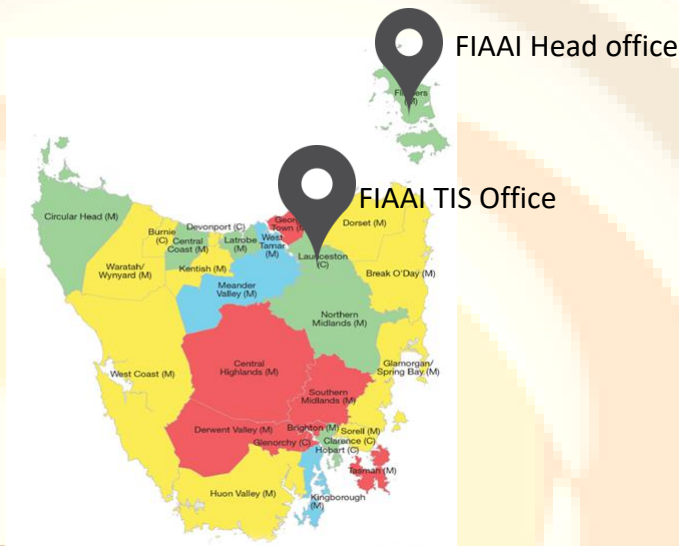 FIAAI Head office
FIAAI TIS Office
Circular Head (M)
Burnie
(C)
Devonport (C)
Central
Coast (M)
Latrobe
(M)
West
Tamar
(M)
Town
Dorset (M)
Launceston
(C)
Waratah/
Wynyard (M)
Kentish (M)
Break O'Day (M)
Meander
Valley (M)
Northern
Midlands (M)
West Coast (M)
Central
Highlands (M)
Glamorgan/
Spring Bay (M)
Southern
Midlands (M)
Derwent Valley (M)
Brighton (M)
Sorell (M)
Glenorchy (C)
Clarence (C)
Hobart (C)
Tasman (M)
Huon Valley (M)
Kingborough
(M)